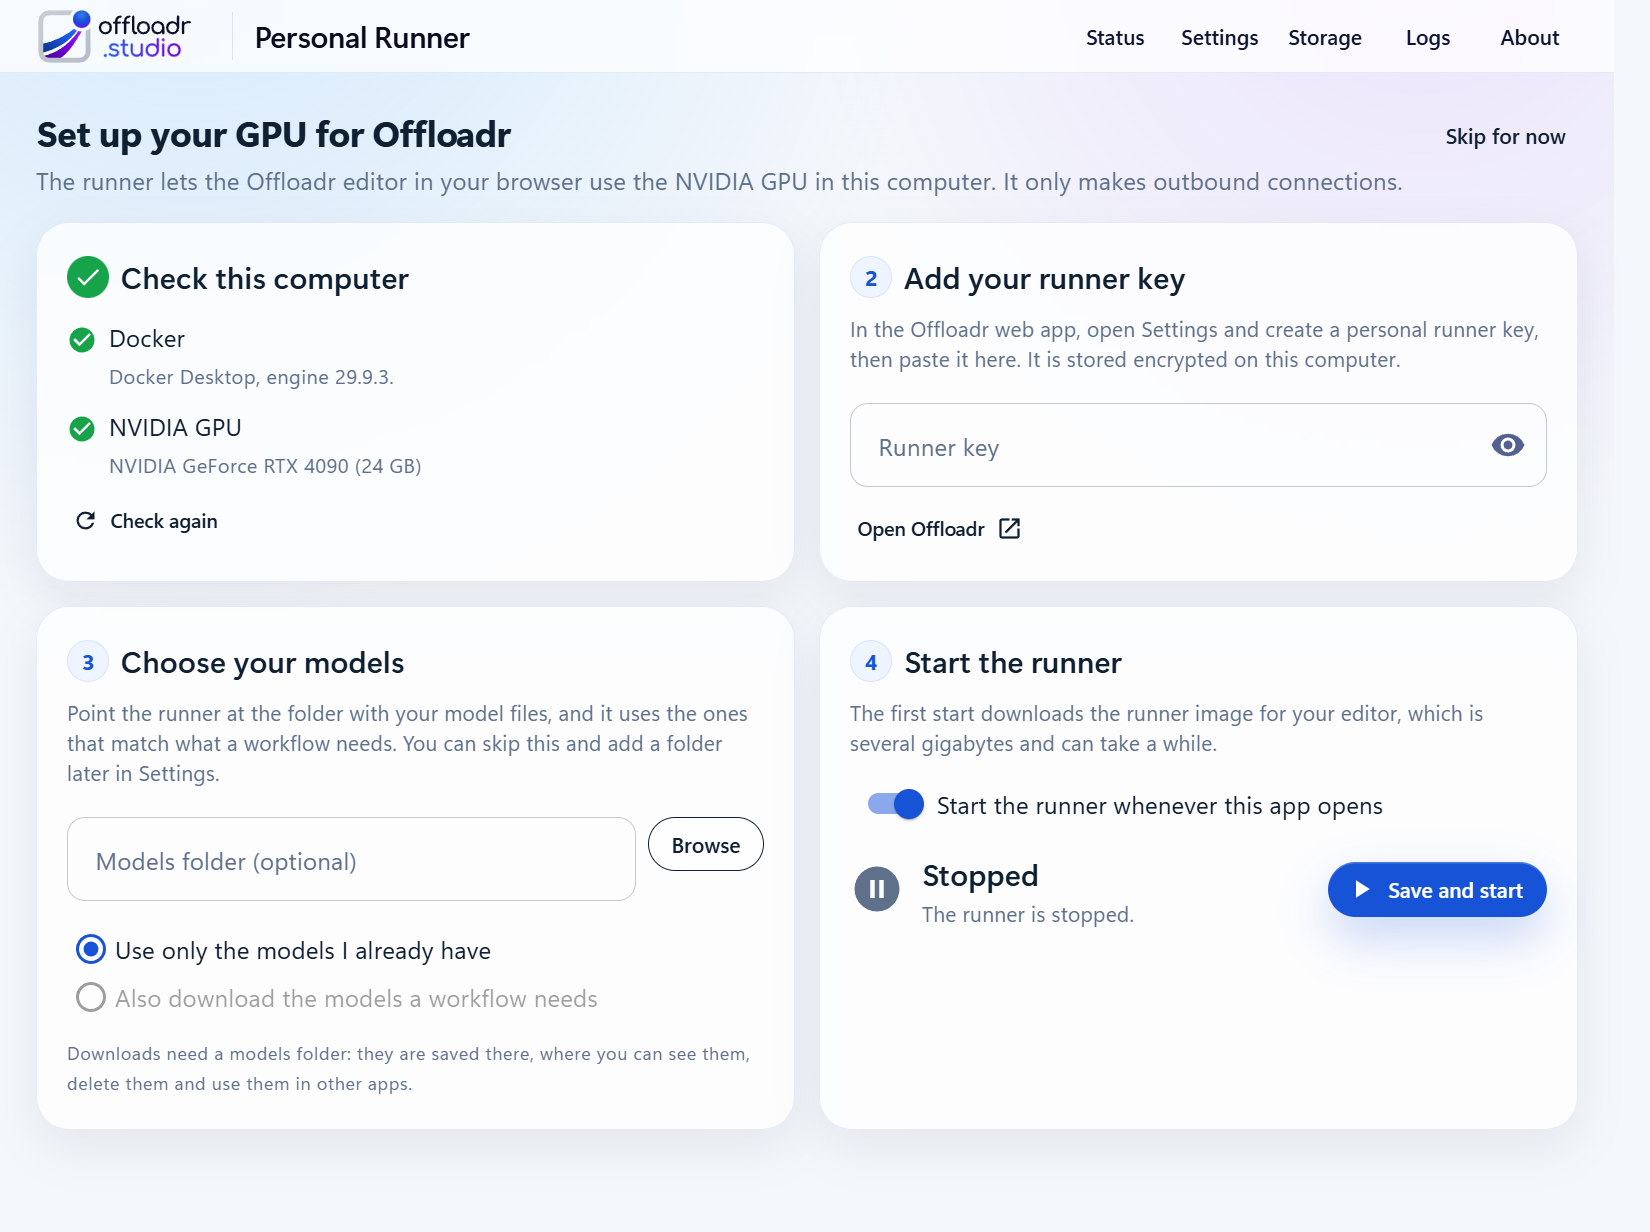 offloadr
.studio
Personal Runner
Status
Settings
Storage
Logs
About
Set up your GPU for Offloadr
Skip for now
The runner lets the Offloadr editor in your browser use the NVIDIA GPU in this computer. It only makes outbound connections.
Check this computer
Docker
Docker Desktop, engine 29.9.3.
NVIDIA GPU
NVIDIA GeForce RTX 4090 (24 GB)
Check again
2
Add your runner key
In the Offloadr web app, open Settings and create a personal runner key,
then paste it here. It is stored encrypted on this computer.
Runner key
Open Offloadr
3
Choose your models
Point the runner at the folder with your model files, and it uses the ones
that match what a workflow needs. You can skip this and add a folder
later in Settings.
Models folder (optional)
Browse
Use only the models I already have
Also download the models a workflow needs
Downloads need a models folder: they are saved there, where you can see them,
delete them and use them in other apps.
4
Start the runner
The first start downloads the runner image for your editor, which is
several gigabytes and can take a while.
Start the runner whenever this app opens
Stopped
The runner is stopped.
Save and start